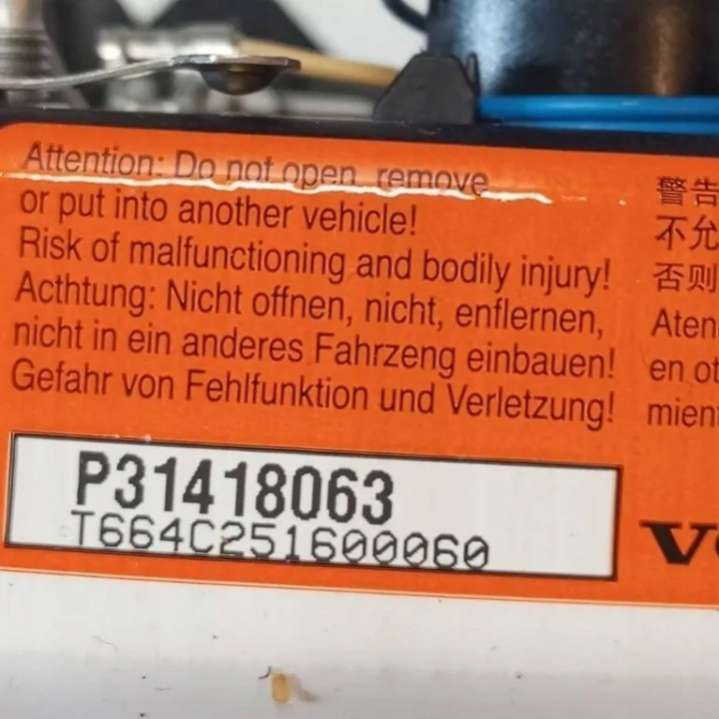 Attention: Do not open, remove
or put into another vehicle!
Risk of malfunctioning and bodily injury!
Acthtung: Nicht offnen, nicht, enflernen,
nicht in ein anderes Fahrzeng einbauen!
Gefahr von Fehlfunktion und Verletzung!
警告
不允
否则
Aten
en ot
mien
P31418063
T664C251600060
V